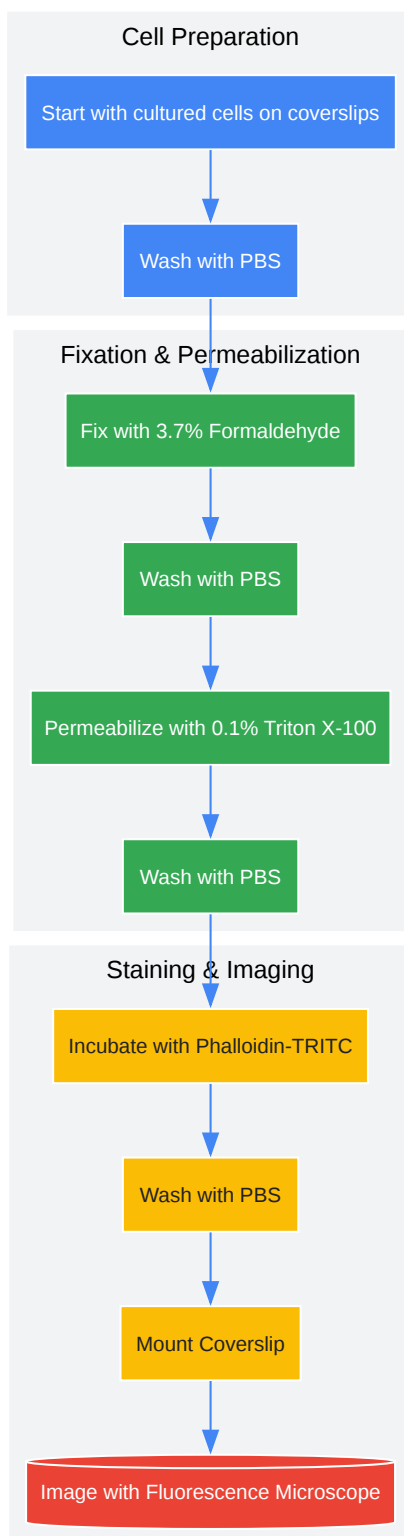 Cell Preparation
Start with cultured cells on coverslips
Wash with PBS
Fixation & Permeabilization
Fix with 3.7% Formaldehyde
Wash with PBS
Permeabilize with 0.1% Triton X-100
Wash with PBS
Staining & Imaging
Incubate with Phalloidin-TRITC
Wash with PBS
Mount Coverslip
Image with Fluorescence Microscope